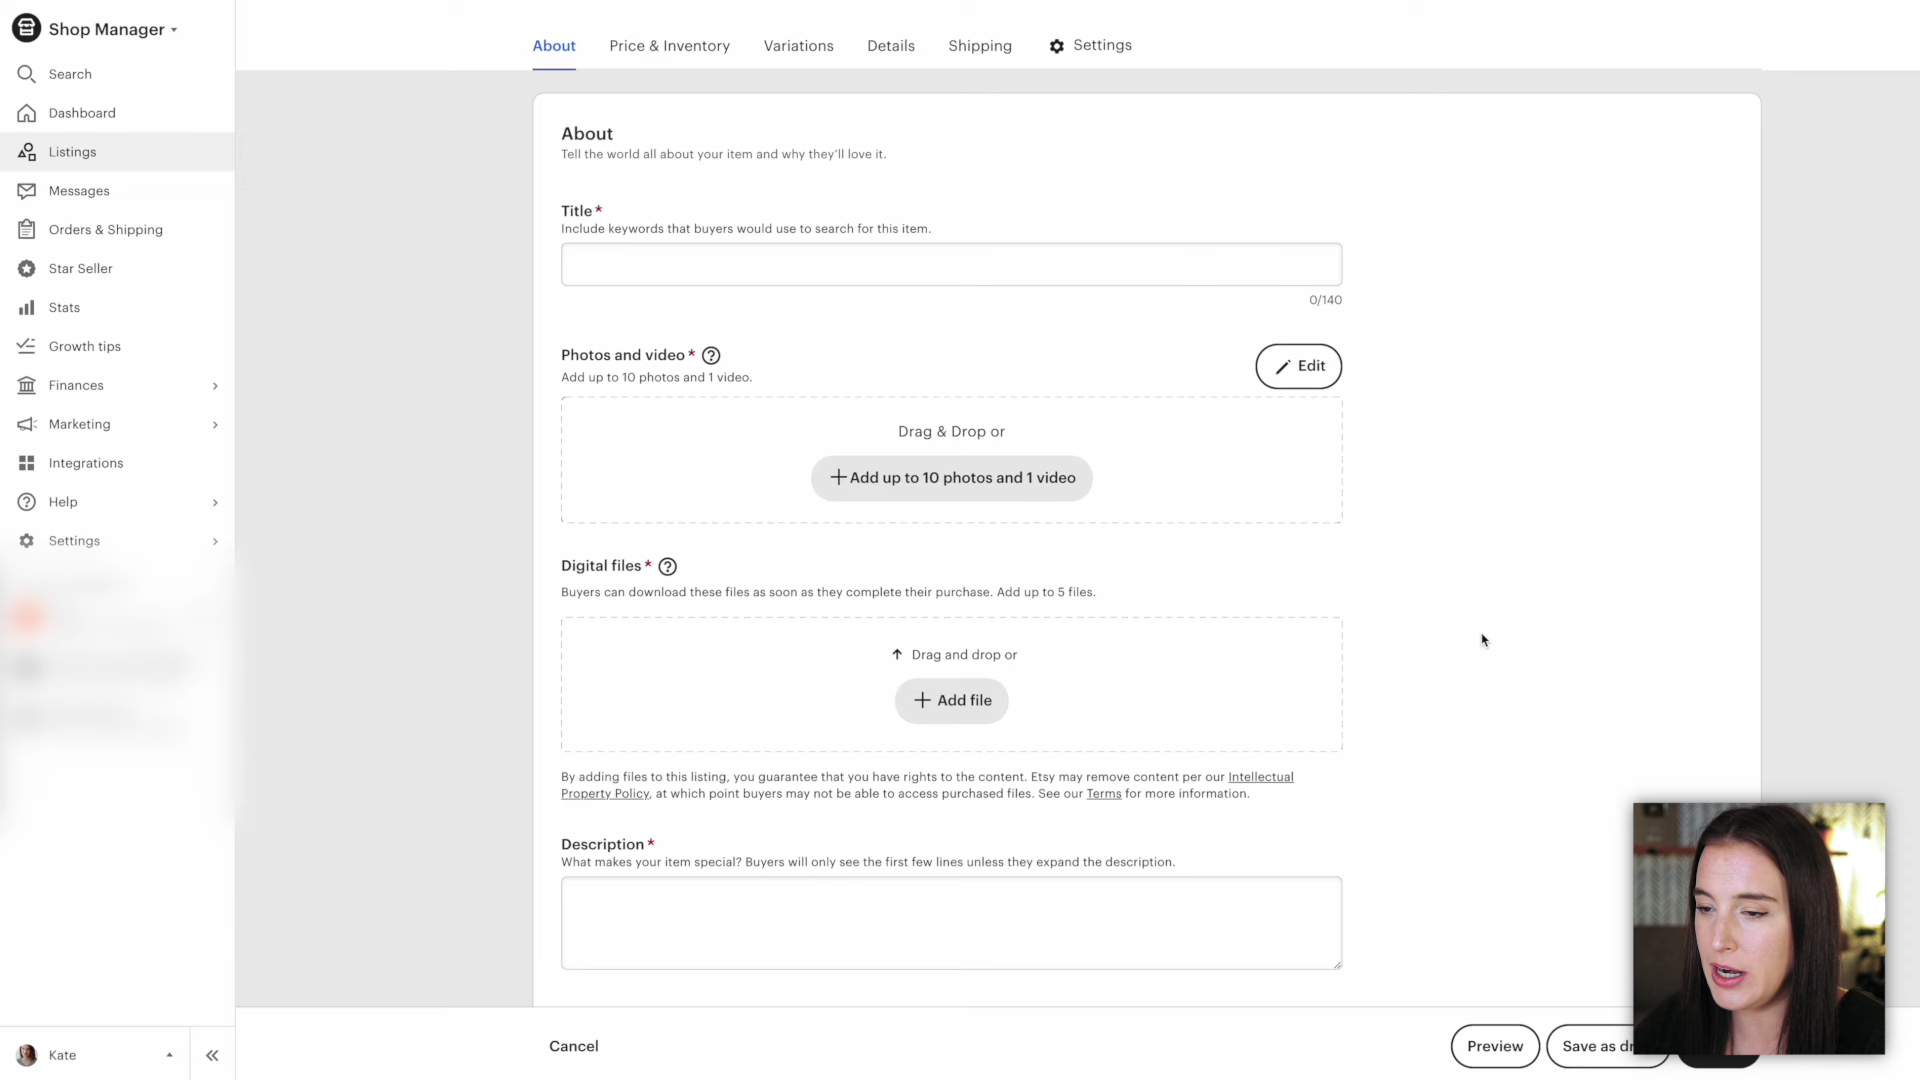 Shop Manager
Search
Dashboard
Listings
Messages
Orders & Shipping
Star Seller
Stats
Growth tips
Finances
Marketing
Integrations
Help
Settings
Kate
About
Price & Inventory
Variations
Details
Shipping
Settings
About
Tell the world all about your item and why they'll love it.
Title *
Include keywords that buyers would use to search for this item.
0/140
Photos and video *
Add up to 10 photos and 1 video.
Edit
Drag & Drop or
Add up to 10 photos and 1 video
Digital files *
Buyers can download these files as soon as they complete their purchase. Add up to 5 files.
Drag and drop or
Add file
By adding files to this listing, you guarantee that you have rights to the content. Etsy may remove content per our Intellectual
Property Policy, at which point buyers may not be able to access purchased files. See our Terms for more information.
Description *
What makes your item special? Buyers will only see the first few lines unless they expand the description.
Cancel
Preview
Save as